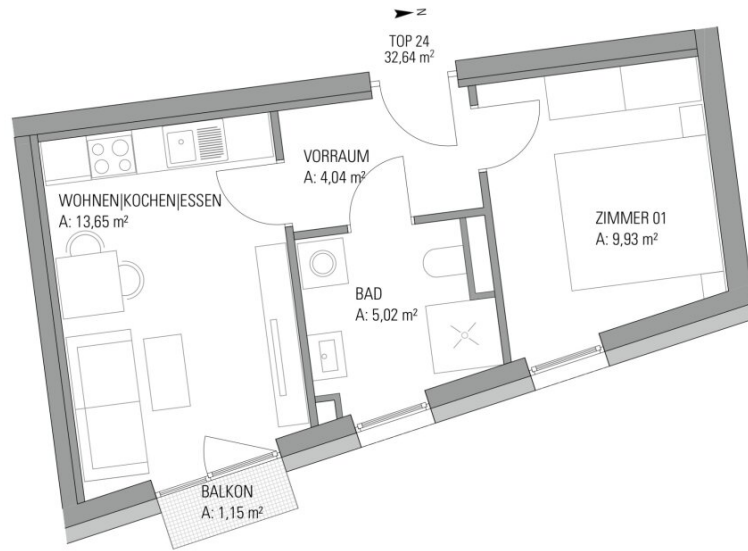 N
TOP 24
32,64 m²
VORRAUM
A: 4,04 m²
WOHNEN|KOCHEN|ESSEN
A: 13,65 m²
ZIMMER 01
A: 9,93 m²
BAD
A: 5,02 m²
BALKON
A: 1,15 m²